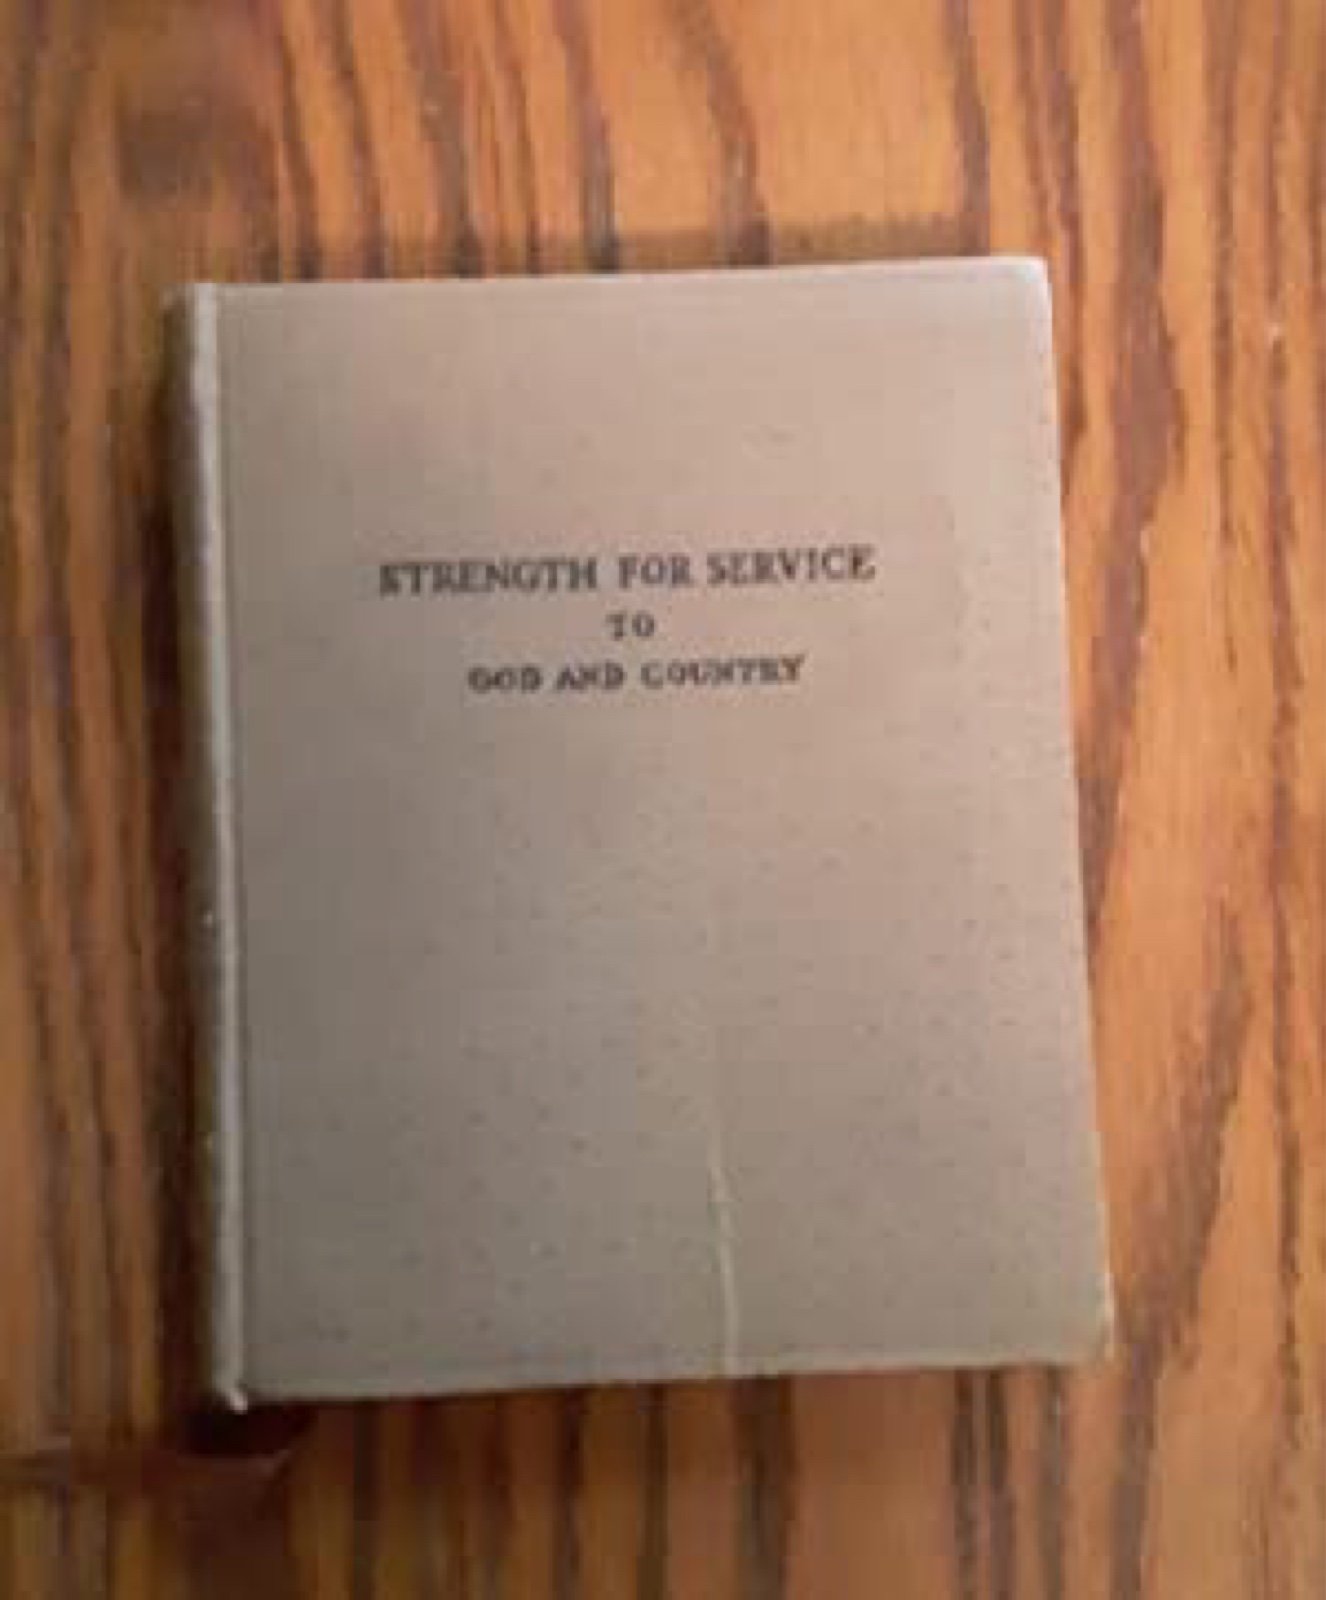 STRENGTH FOR SERVICE
TO
GOD AND COUNTRY